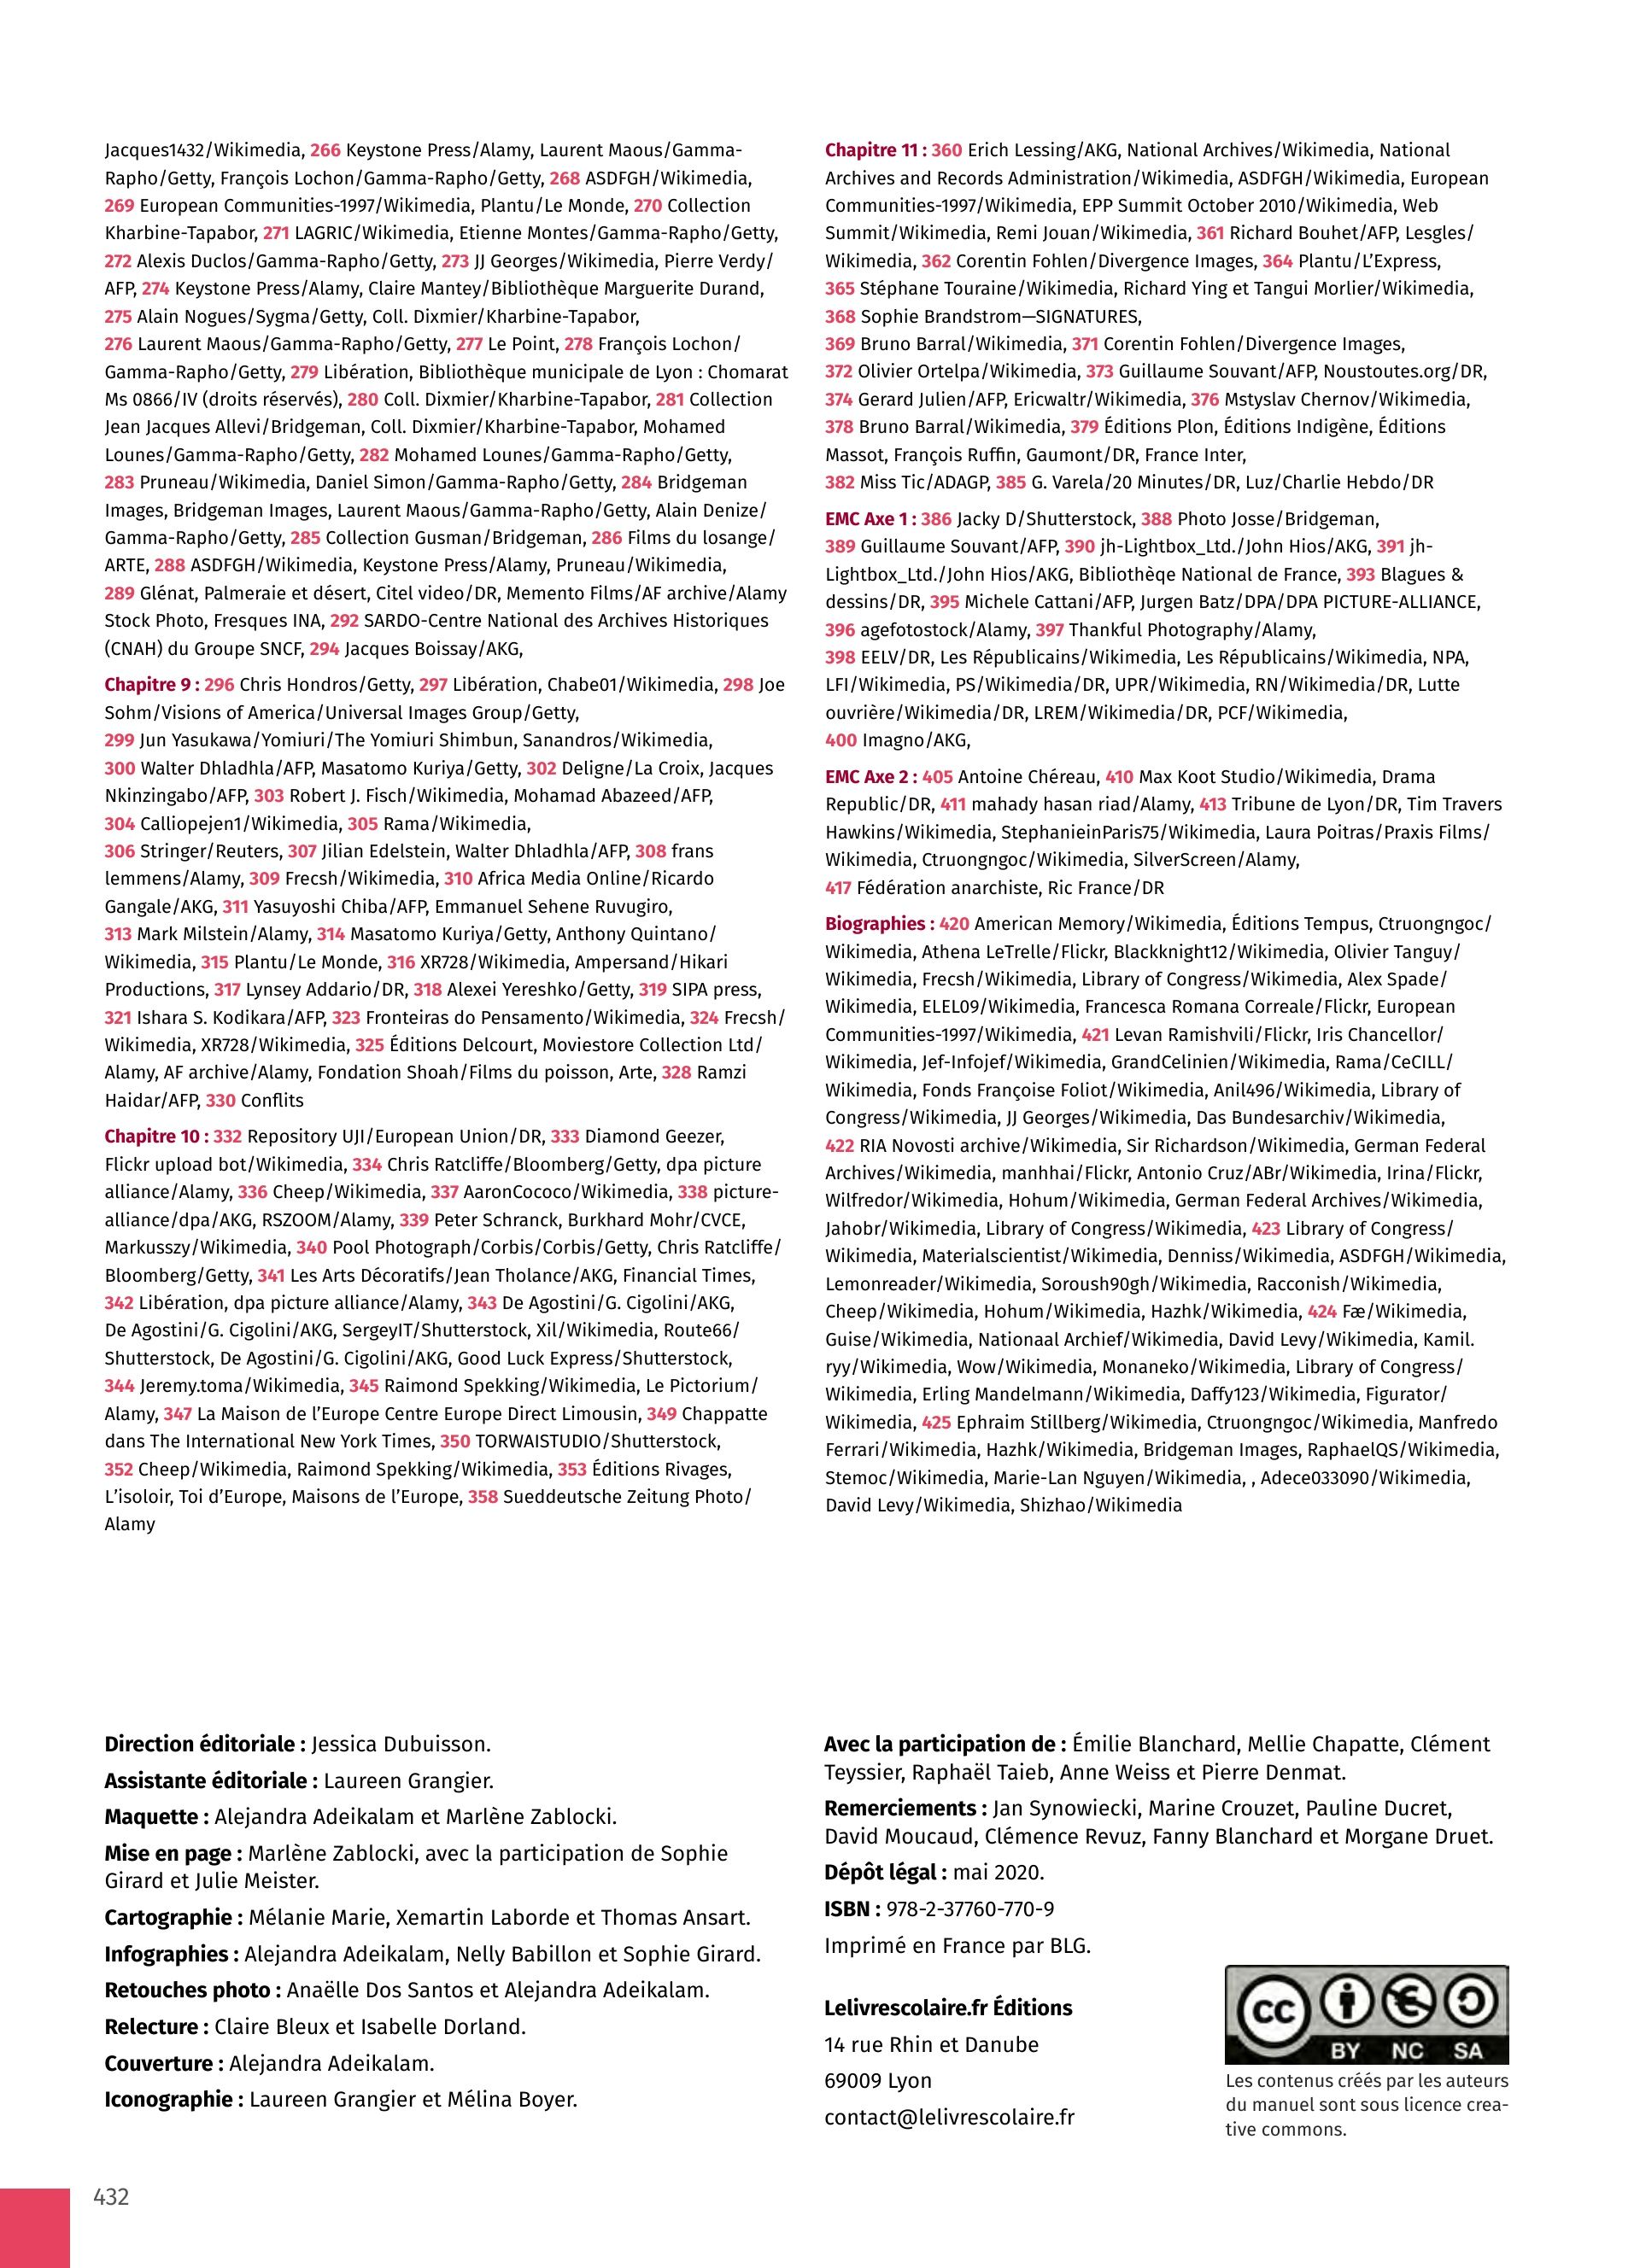 Jacques1432/Wikimedia, 266 Keystone Press/Alamy, Laurent Maous/Gamma-
Rapho/Getty, François Lochon/Gamma-Rapho/Getty, 268 ASDFGH/Wikimedia,
269 European Communities-1997/Wikimedia, Plantu/Le Monde, 270 Collection
Kharbine-Tapabor, 271 LAGRIC/Wikimedia, Etienne Montes/Gamma-Rapho/Getty,
272 Alexis Duclos/Gamma-Rapho/Getty, 273 JJ Georges/Wikimedia, Pierre Verdy/
AFP, 274 Keystone Press/Alamy, Claire Mantey/Bibliothèque Marguerite Durand,
275 Alain Nogues/Sygma/Getty, Coll. Dixmier/Kharbine-Tapabor,
276 Laurent Maous/Gamma-Rapho/Getty, 277 Le Point, 278 François Lochon/
Gamma-Rapho/Getty, 279 Libération, Bibliothèque municipale de Lyon : Chomarat
Ms 0866/IV (droits réservés), 280 Coll. Dixmier/Kharbine-Tapabor, 281 Collection
Jean Jacques Allevi/Bridgeman, Coll. Dixmier/Kharbine-Tapabor, Mohamed
Lounes/Gamma-Rapho/Getty, 282 Mohamed Lounes/Gamma-Rapho/Getty,
283 Pruneau/Wikimedia, Daniel Simon/Gamma-Rapho/Getty, 284 Bridgeman
Images, Bridgeman Images, Laurent Maous/Gamma-Rapho/Getty, Alain Denize/
Gamma-Rapho/Getty, 285 Collection Gusman/Bridgeman, 286 Films du losange/
ARTE, 288 ASDFGH/Wikimedia, Keystone Press/Alamy, Pruneau/Wikimedia,
289 Glénat, Palmeraie et désert, Citel video/DR, Memento Films/AF archive/Alamy
Stock Photo, Fresques INA, 292 SARDO-Centre National des Archives Historiques
(CNAH) du Groupe SNCF, 294 Jacques Boissay/AKG,
Chapitre 9 : 296 Chris Hondros/Getty, 297 Libération, Chabe01/Wikimedia, 298 Joe
Sohm/Visions of America/Universal Images Group/Getty,
299 Jun Yasukawa/Yomiuri/The Yomiuri Shimbun, Sanandros/Wikimedia,
300 Walter Dhladhla/AFP, Masatomo Kuriya/Getty, 302 Deligne/La Croix, Jacques
Nkinzingabo/AFP, 303 Robert J. Fisch/Wikimedia, Mohamad Abazeed/AFP,
304 Calliopejen1/Wikimedia, 305 Rama/Wikimedia,
306 Stringer/Reuters, 307 Jilian Edelstein, Walter Dhladhla/AFP, 308 frans
lemmens/Alamy, 309 Frecsh/Wikimedia, 310 Africa Media Online/Ricardo
Gangale/AKG, 311 Yasuyoshi Chiba/AFP, Emmanuel Sehene Ruvugiro,
313 Mark Milstein/Alamy, 314 Masatomo Kuriya/Getty, Anthony Quintano/
Wikimedia, 315 Plantu/Le Monde, 316 XR728/Wikimedia, Ampersand/Hikari
Productions, 317 Lynsey Addario/DR, 318 Alexei Yereshko/Getty, 319 SIPA press,
321 Ishara S. Kodikara/AFP, 323 Fronteiras do Pensamento/Wikimedia, 324 Frecsh/
Wikimedia, XR728/Wikimedia, 325 Éditions Delcourt, Moviestore Collection Ltd/
Alamy, AF archive/Alamy, Fondation Shoah/Films du poisson, Arte, 328 Ramzi
Haidar/AFP, 330 Conflits
Chapitre 10 : 332 Repository UJI/European Union/DR, 333 Diamond Geezer,
Flickr upload bot/Wikimedia, 334 Chris Ratcliffe/Bloomberg/Getty, dpa picture
alliance/Alamy, 336 Cheep/Wikimedia, 337 AaronCococo/Wikimedia, 338 picture-
alliance/dpa/AKG, RSZOOM/Alamy, 339 Peter Schranck, Burkhard Mohr/CVCE,
Markusszy/Wikimedia, 340 Pool Photograph/Corbis/Corbis/Getty, Chris Ratcliffe/
Bloomberg/Getty, 341 Les Arts Décoratifs/Jean Tholance/AKG, Financial Times,
342 Libération, dpa picture alliance/Alamy, 343 De Agostini/G. Cigolini/AKG,
De Agostini/G. Cigolini/AKG, SergeyIT/Shutterstock, Xil/Wikimedia, Route66/
Shutterstock, De Agostini/G. Cigolini/AKG, Good Luck Express/Shutterstock,
344 Jeremy.toma/Wikimedia, 345 Raimond Spekking/Wikimedia, Le Pictorium/
Alamy, 347 La Maison de l'Europe Centre Europe Direct Limousin, 349 Chappatte
dans The International New York Times, 350 TORWAISTUDIO/Shutterstock,
352 Cheep/Wikimedia, Raimond Spekking/Wikimedia, 353 Éditions Rivages,
L'isoloir, Toi d'Europe, Maisons de l'Europe, 358 Sueddeutsche Zeitung Photo/
Alamy
Chapitre 11 : 360 Erich Lessing/AKG, National Archives/Wikimedia, National
Archives and Records Administration/Wikimedia, ASDFGH/Wikimedia, European
Communities-1997/Wikimedia, EPP Summit October 2010/Wikimedia, Web
Summit/Wikimedia, Remi Jouan/Wikimedia, 361 Richard Bouhet/AFP, Lesgles/
Wikimedia, 362 Corentin Fohlen/Divergence Images, 364 Plantu/L'Express,
365 Stéphane Touraine/Wikimedia, Richard Ying et Tangui Morlier/Wikimedia,
368 Sophie Brandstrom—SIGNATURES,
369 Bruno Barral/Wikimedia, 371 Corentin Fohlen/Divergence Images,
372 Olivier Ortelpa/Wikimedia, 373 Guillaume Souvant/AFP, Noustoutes.org/DR,
374 Gerard Julien/AFP, Ericwaltr/Wikimedia, 376 Mstyslav Chernov/Wikimedia,
378 Bruno Barral/Wikimedia, 379 Éditions Plon, Éditions Indigène, Éditions
Massot, François Ruffin, Gaumont/DR, France Inter,
382 Miss Tic/ADAGP, 385 G. Varela/20 Minutes/DR, Luz/Charlie Hebdo/DR
EMC Axe 1 : 386 Jacky D/Shutterstock, 388 Photo Josse/Bridgeman,
389 Guillaume Souvant/AFP, 390 jh-Lightbox_Ltd./John Hios/AKG, 391 jh-
Lightbox_Ltd./John Hios/AKG, Bibliothèqe National de France, 393 Blagues &
dessins/DR, 395 Michele Cattani/AFP, Jurgen Batz/DPA/DPA PICTURE-ALLIANCE,
396 agefotostock/Alamy, 397 Thankful Photography/Alamy,
398 EELV/DR, Les Républicains/Wikimedia, Les Républicains/Wikimedia, NPA,
LFI/Wikimedia, PS/Wikimedia/DR, UPR/Wikimedia, RN/Wikimedia/DR, Lutte
ouvrière/Wikimedia/DR, LREM/Wikimedia/DR, PCF/Wikimedia,
400 Imagno/AKG,
EMC Axe 2 : 405 Antoine Chéreau, 410 Max Koot Studio/Wikimedia, Drama
Republic/DR, 411 mahady hasan riad/Alamy, 413 Tribune de Lyon/DR, Tim Travers
Hawkins/Wikimedia, StephanieinParis75/Wikimedia, Laura Poitras/Praxis Films/
Wikimedia, Ctruongngoc/Wikimedia, SilverScreen/Alamy,
417 Fédération anarchiste, Ric France/DR
Biographies : 420 American Memory/Wikimedia, Éditions Tempus, Ctruongngoc/
Wikimedia, Athena LeTrelle/Flickr, Blackknight12/Wikimedia, Olivier Tanguy/
Wikimedia, Frecsh/Wikimedia, Library of Congress/Wikimedia, Alex Spade/
Wikimedia, ELEL09/Wikimedia, Francesca Romana Correale/Flickr, European
Communities-1997/Wikimedia, 421 Levan Ramishvili/Flickr, Iris Chancellor/
Wikimedia, Jef-Infojef/Wikimedia, GrandCelinien/Wikimedia, Rama/CeCILL/
Wikimedia, Fonds Françoise Foliot/Wikimedia, Anil496/Wikimedia, Library of
Congress/Wikimedia, JJ Georges/Wikimedia, Das Bundesarchiv/Wikimedia,
422 RIA Novosti archive/Wikimedia, Sir Richardson/Wikimedia, German Federal
Archives/Wikimedia, manhhai/Flickr, Antonio Cruz/ABr/Wikimedia, Irina/Flickr,
Wilfredor/Wikimedia, Hohum/Wikimedia, German Federal Archives/Wikimedia,
Jahobr/Wikimedia, Library of Congress/Wikimedia, 423 Library of Congress/
Wikimedia, Materialscientist/Wikimedia, Denniss/Wikimedia, ASDFGH/Wikimedia,
Lemonreader/Wikimedia, Soroush90gh/Wikimedia, Racconish/Wikimedia,
Cheep/Wikimedia, Hohum/Wikimedia, Hazhk/Wikimedia, 424 Fæ/Wikimedia,
Guise/Wikimedia, Nationaal Archief/Wikimedia, David Levy/Wikimedia, Kamil.
ryy/Wikimedia, Wow/Wikimedia, Monaneko/Wikimedia, Library of Congress/
Wikimedia, Erling Mandelmann/Wikimedia, Daffy123/Wikimedia, Figurator/
Wikimedia, 425 Ephraim Stillberg/Wikimedia, Ctruongngoc/Wikimedia, Manfredo
Ferrari/Wikimedia, Hazhk/Wikimedia, Bridgeman Images, RaphaelQS/Wikimedia,
Stemoc/Wikimedia, Marie-Lan Nguyen/Wikimedia, , Adece033090/Wikimedia,
David Levy/Wikimedia, Shizhao/Wikimedia
Direction éditoriale : Jessica Dubuisson.
Assistante éditoriale : Laureen Grangier.
Maquette : Alejandra Adeikalam et Marlène Zablocki.
Mise en page : Marlène Zablocki, avec la participation de Sophie
Girard et Julie Meister.
Cartographie : Mélanie Marie, Xemartin Laborde et Thomas Ansart.
Infographies : Alejandra Adeikalam, Nelly Babillon et Sophie Girard.
Retouches photo : Anaëlle Dos Santos et Alejandra Adeikalam.
Relecture : Claire Bleux et Isabelle Dorland.
Couverture : Alejandra Adeikalam.
Iconographie : Laureen Grangier et Mélina Boyer.
Avec la participation de : Émilie Blanchard, Mellie Chapatte, Clément
Teyssier, Raphaël Taieb, Anne Weiss et Pierre Denmat.
Remerciements : Jan Synowiecki, Marine Crouzet, Pauline Ducret,
David Moucaud, Clémence Revuz, Fanny Blanchard et Morgane Druet.
Dépôt légal : mai 2020.
ISBN : 978-2-37760-770-9
Imprimé en France par BLG.
Lelivrescolaire.fr Éditions
14 rue Rhin et Danube
69009 Lyon
contact@lelivrescolaire.fr
cc
BY NC SA
Les contenus créés par les auteurs
du manuel sont sous licence crea-
tive commons.
432